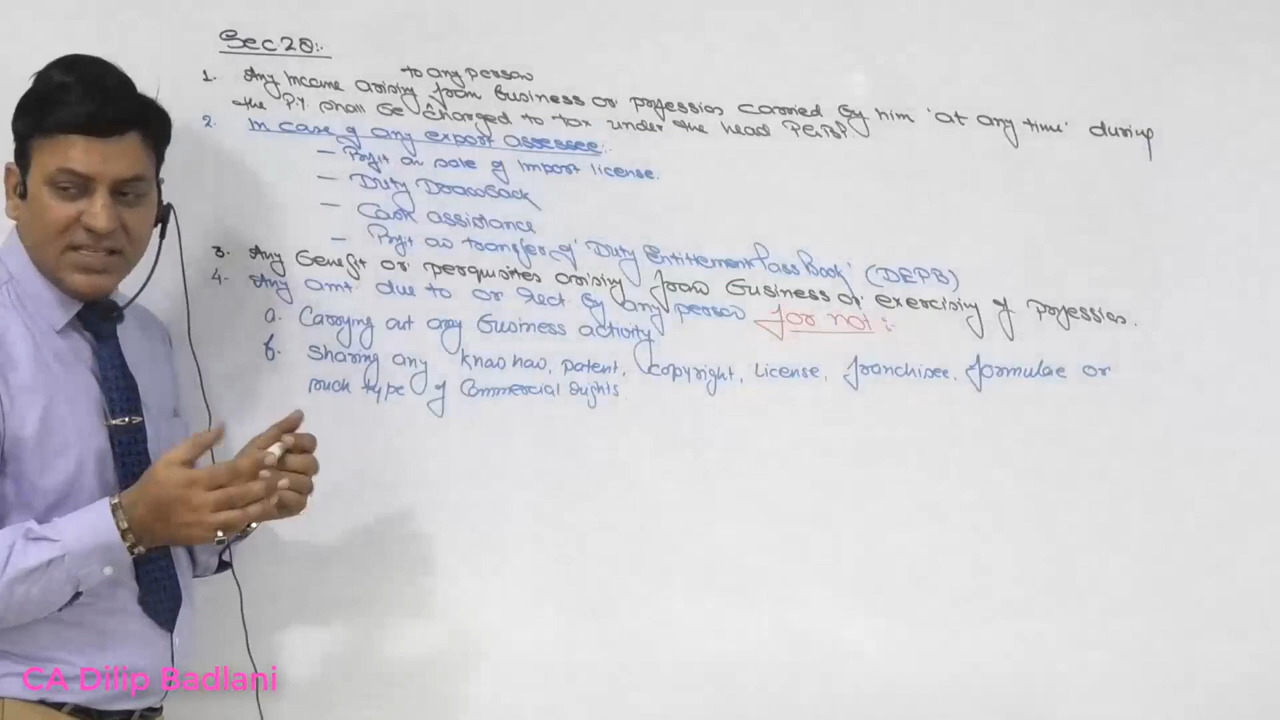 Sec.28:-
1. Any Income arising to any person from business or profession carried by him 'at any time' during
the P.Y. shall be charged to tax under the head PGBP.
2. In case of any export assessee:-
– Profit on sale of Import license.
– Duty Drawback
– Cash assistance
– Profit on transfer of 'Duty Entitlement Pass Book' (DEPB)
3. Any benefit or perquisites arising from business or exercising of profession.
4. Any amt due to or Recd by any person for not :-
a. Carrying out any business activity
b. Sharing any knowhow, patent, copyright, License, franchisee, formulae or
such type of Commercial rights
CA Dilip Badlani